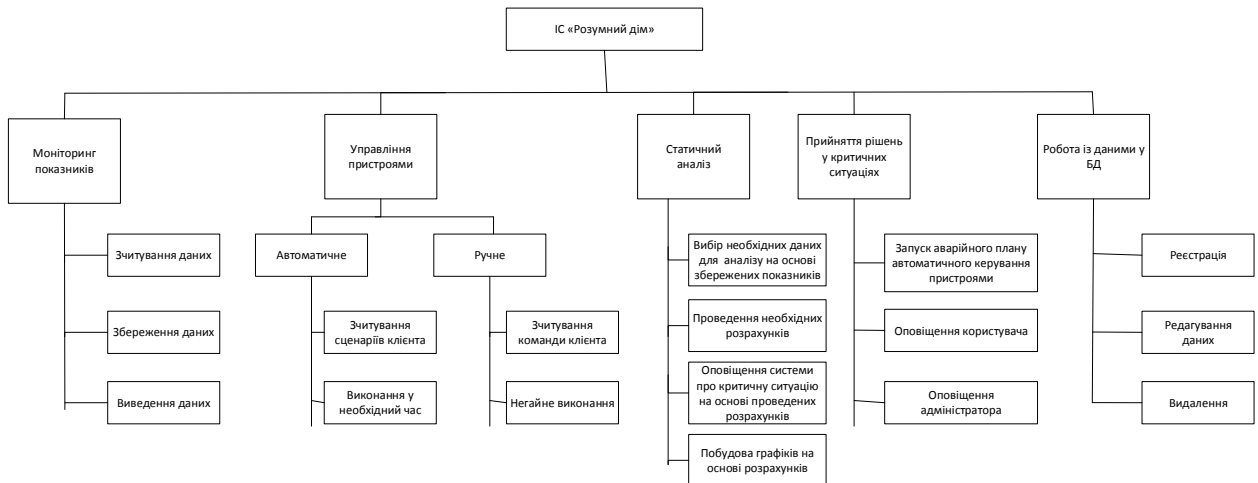 ІС «Розумний дім»
Моніторинг
показників
Управління
пристроями
Статичний
аналіз
Прийняття рішень
у критичних
ситуаціях
Робота із даними у
БД
Зчитування даних
Збереження даних
Виведення даних
Автоматичне
Зчитування
сценаріїв клієнта
Виконання у
необхідний час
Ручне
Зчитування
команди клієнта
Негайне виконання
Вибір необхідних даних
для аналізу на основі
збережених показників
Проведення необхідних
розрахунків
Оповіщення системи
про критичну ситуацію
на основі проведених
розрахунків
Побудова графіків на
основі розрахунків
Запуск аварійного плану
автоматичного керування
пристроями
Оповіщення користувача
Оповіщення
адміністратора
Реєстрація
Редагування
даних
Видалення